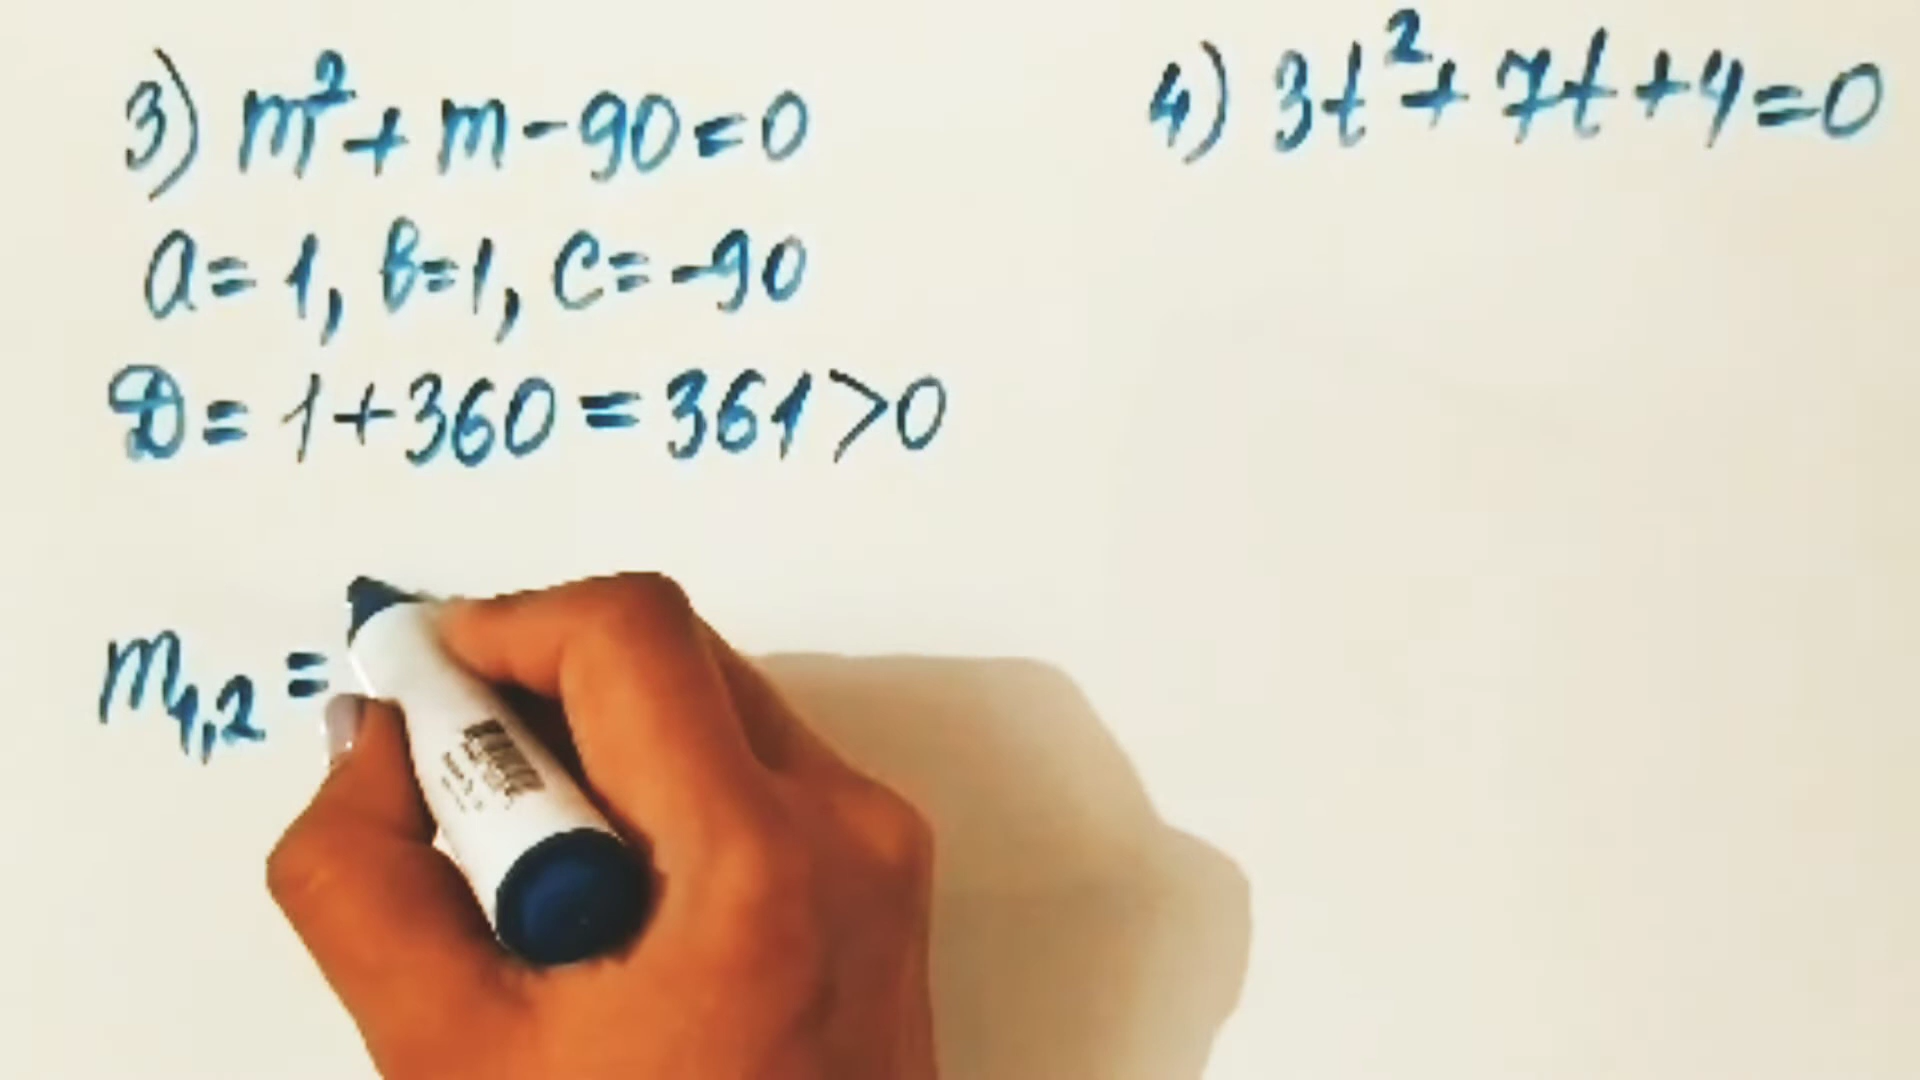 3) m²+m-90=0
a=1, b=1, c=-90
D=1+360=361>0
m₁,₂=
4) 3t²+7t+4=0